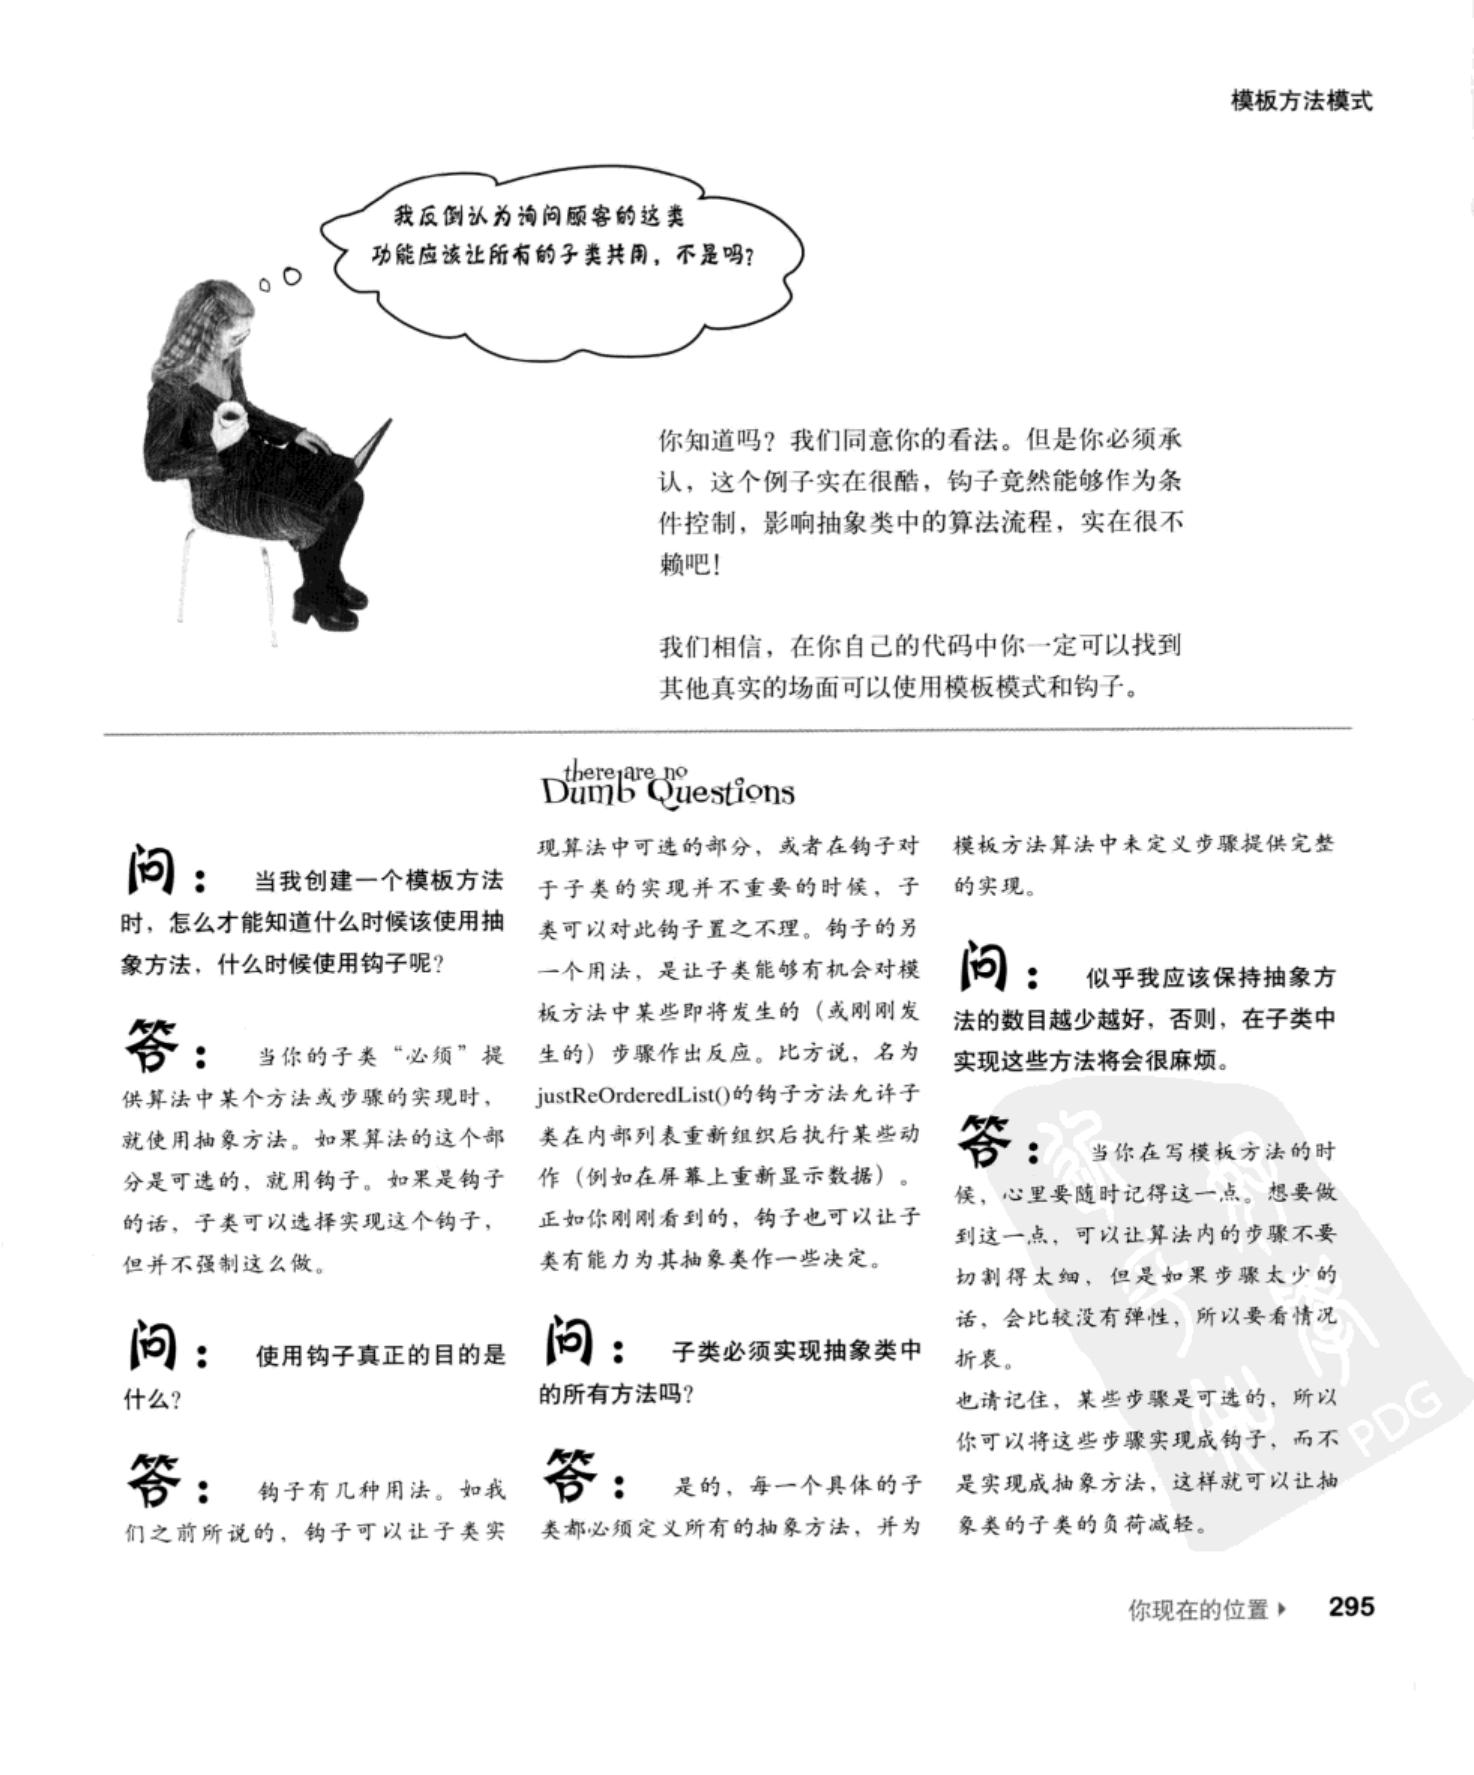 模板方法模式
我反倒认为询问顾客的这类
功能应该让所有的子类共用，不是吗？
你知道吗？我们同意你的看法。但是你必须承
认，这个例子实在很酷，钩子竟然能够作为条
件控制，影响抽象类中的算法流程，实在很不
赖吧！
我们相信，在你自己的代码中你一定可以找到
其他真实的场面可以使用模板模式和钩子。
there are no
Dumb Questions
问： 当我创建一个模板方法
时，怎么才能知道什么时候该使用抽
象方法，什么时候使用钩子呢？
答： 当你的子类“必须”提
供算法中某个方法或步骤的实现时，
就使用抽象方法。如果算法的这个部
分是可选的，就用钩子。如果是钩子
的话，子类可以选择实现这个钩子，
但并不强制这么做。
问： 使用钩子真正的目的是
什么？
答： 钩子有几种用法。如我
们之前所说的，钩子可以让子类实
现算法中可选的部分，或者在钩子对
于子类的实现并不重要的时候，子
类可以对此钩子置之不理。钩子的另
一个用法，是让子类能够有机会对模
板方法中某些即将发生的（或刚刚发
生的）步骤作出反应。比方说，名为
justReOrderedList()的钩子方法允许子
类在内部列表重新组织后执行某些动
作（例如在屏幕上重新显示数据）。
正如你刚刚看到的，钩子也可以让子
类有能力为其抽象类作一些决定。
问： 子类必须实现抽象类中
的所有方法吗？
答： 是的，每一个具体的子
类都必须定义所有的抽象方法，并为
模板方法算法中未定义步骤提供完整
的实现。
问： 似乎我应该保持抽象方
法的数目越少越好，否则，在子类中
实现这些方法将会很麻烦。
答： 当你在写模板方法的时
候，心里要随时记得这一点。想要做
到这一点，可以让算法内的步骤不要
切割得太细，但是如果步骤太少的
话，会比较没有弹性，所以要看情况
折衷。
也请记住，某些步骤是可选的，所以
你可以将这些步骤实现成钩子，而不
是实现成抽象方法，这样就可以让抽
象类的子类的负荷减轻。
PDG
你现在的位置 295